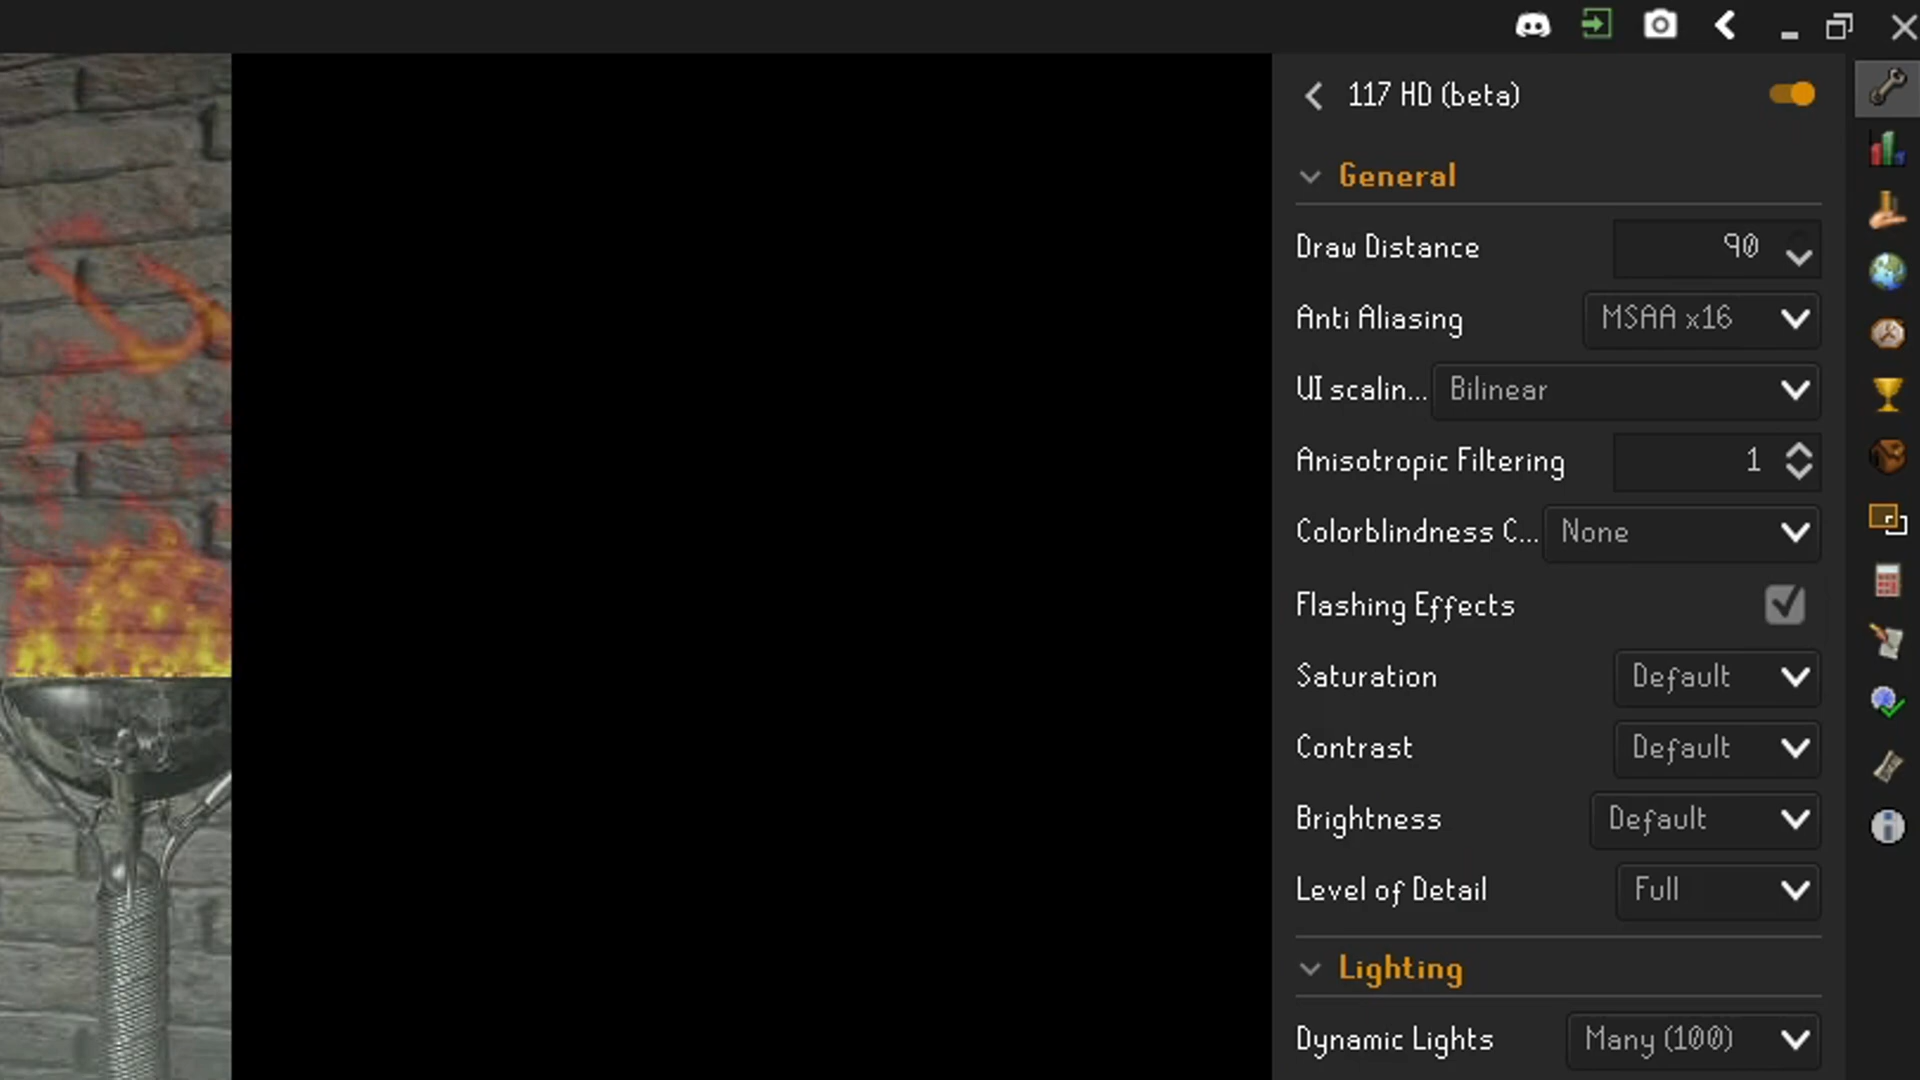 117 HD (beta)
General
Draw Distance 90
Anti Aliasing MSAA x16
UI scalin... Bilinear
Anisotropic Filtering 1
Colorblindness C... None
Flashing Effects
Saturation Default
Contrast Default
Brightness Default
Level of Detail Full
Lighting
Dynamic Lights Many (100)